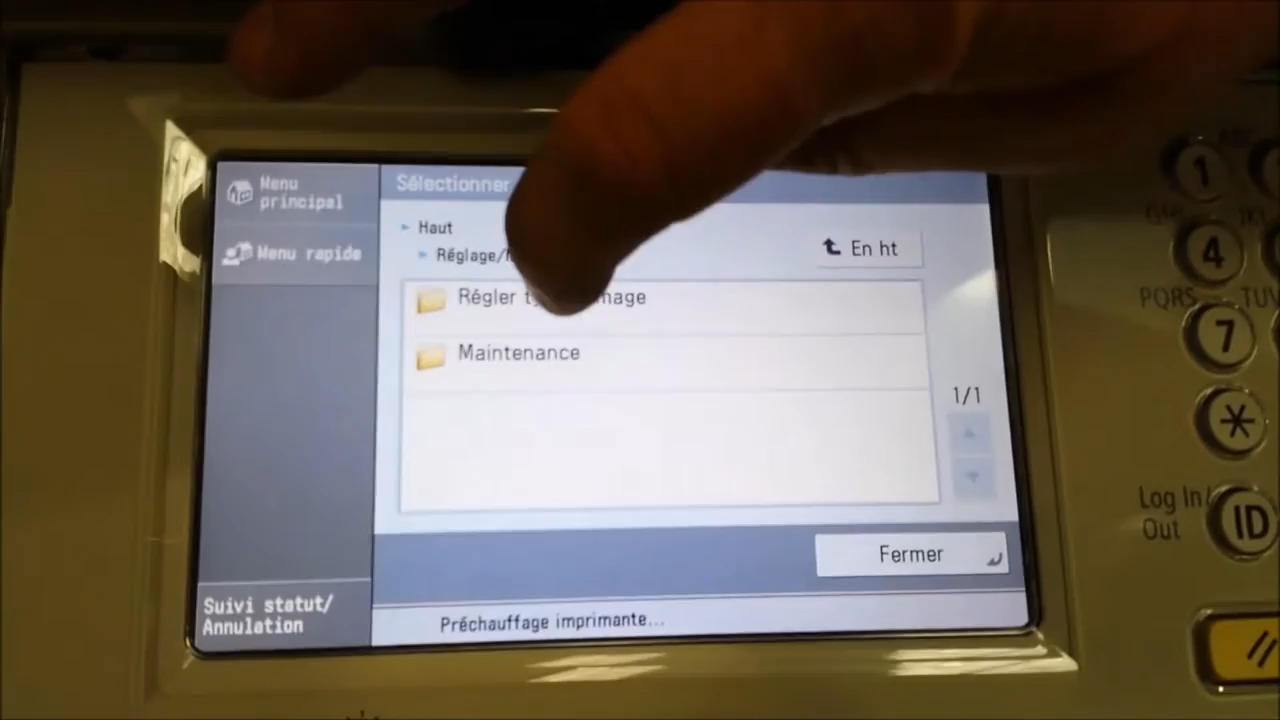 Menu
principal
Menu rapide
Sélectionner
Haut
Réglage/
En ht
Régler
Maintenance
1/1
Fermer
Suivi statut/
Annulation
Préchauffage imprimante...
1
4
PQRS
TUV
7
*
Log In/
Out
ID